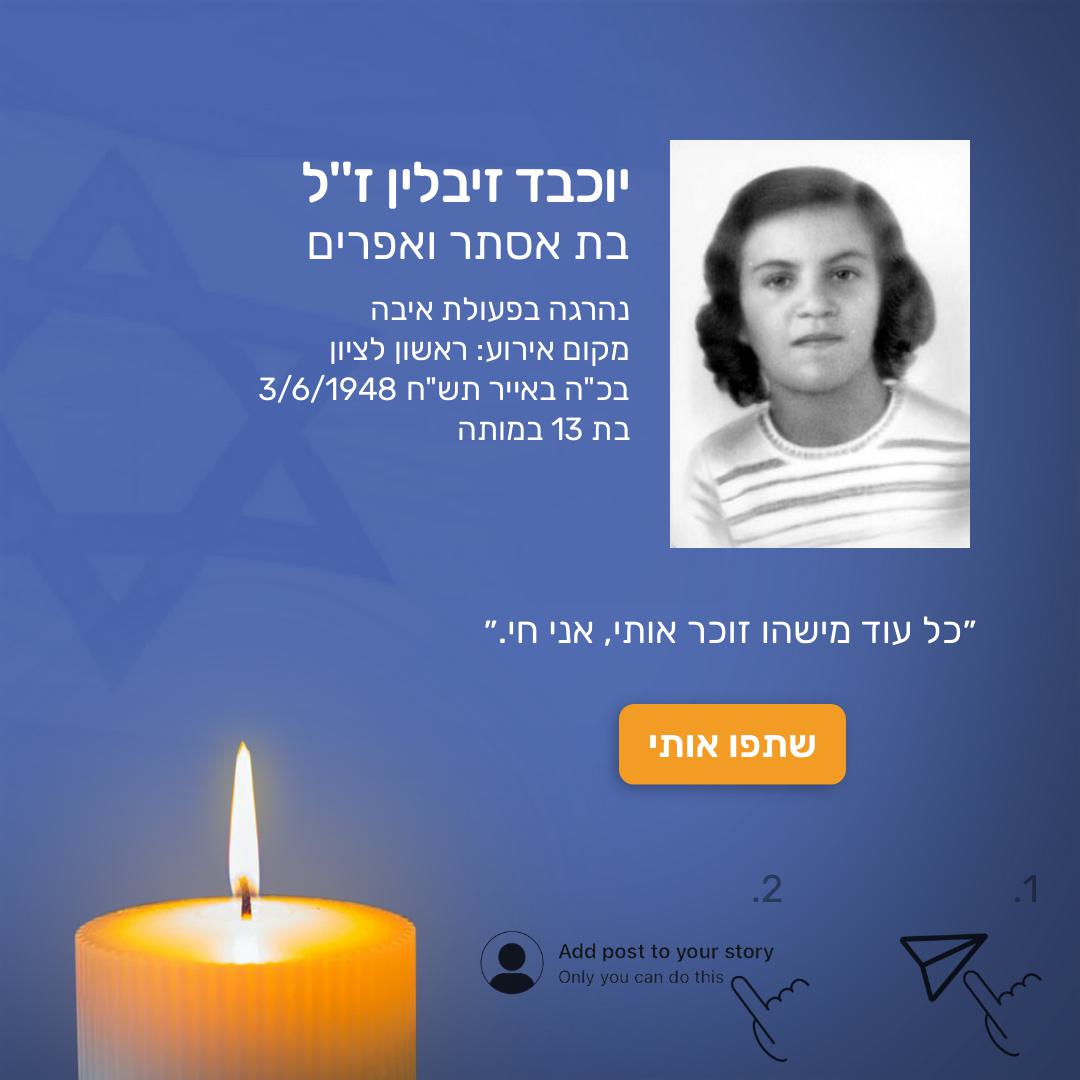 יוכבד זיבלין ז''ל
בת אסתר ואפרים
נהרגה בפעולת איבה
מקום אירוע: ראשון לציון
בכ"ה באייר תש"ח 3/6/1948
בת 13 במותה
״כל עוד מישהו זוכר אותי, אני חי.״
שתפו אותי
1.
2.
Add post to your story
Only you can do this